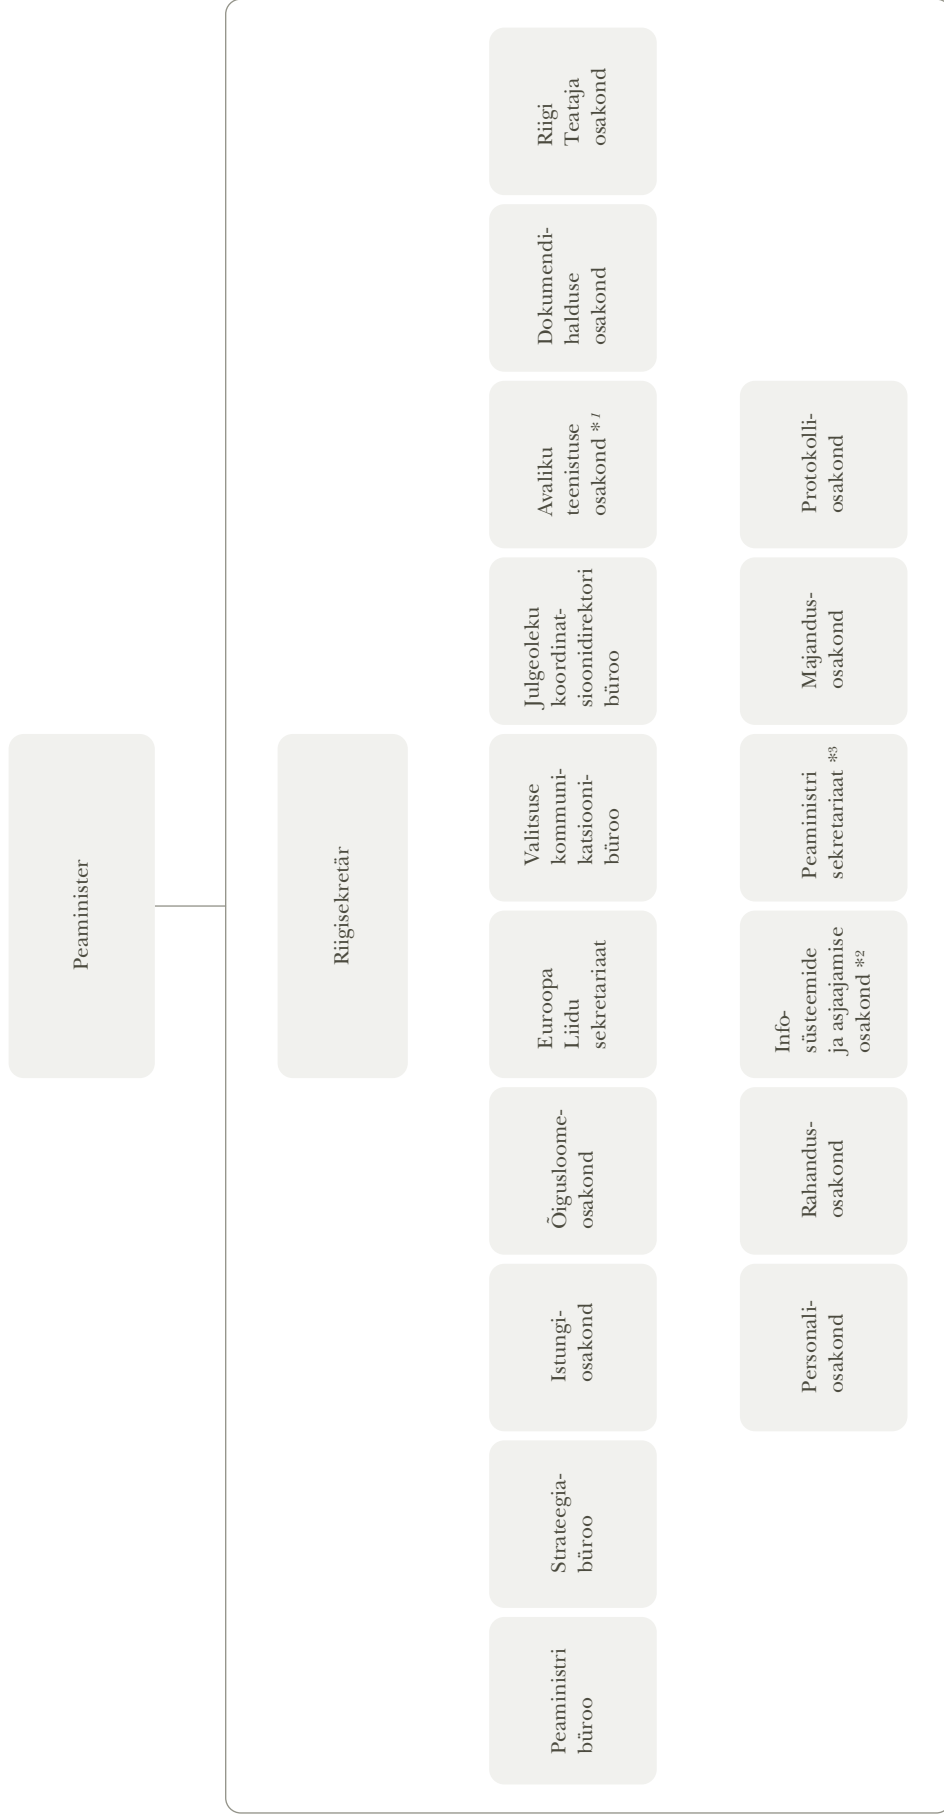 Peaminister
Riigisekretär
Peaministri
büroo
Strateegia-
büroo
Istungi-
osakond
Õigusloome-
osakond
Euroopa
Liidu
sekretariaat
Valitsuse
kommuni-
katsiooni-
büroo
Julgeoleku
koordinat-
sioonidirektori
büroo
Avaliku
teenistuse
osakond *1
Dokumendi-
halduse
osakond
Riigi
Teataja
osakond
Personali-
osakond
Rahandus-
osakond
Info-
süsteemide
ja asjaajamise
osakond *2
Peaministri
sekretariaat *3
Majandus-
osakond
Protokolli-
osakond